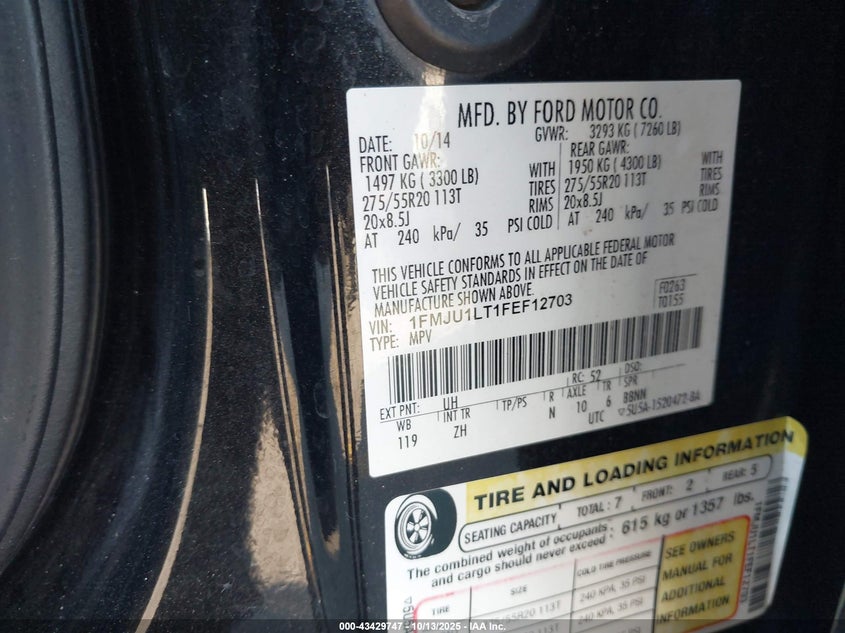 MFD. BY FORD MOTOR CO.
DATE: 10/14 GVWR: 3293 KG ( 7260 LB)
FRONT GAWR: REAR GAWR:
1497 KG ( 3300 LB) WITH 1950 KG ( 4300 LB) WITH
275/55R20 113T TIRES 275/55R20 113T TIRES
20x8.5J RIMS 20x8.5J RIMS
AT 240 kPa/ 35 PSI COLD AT 240 kPa/ 35 PSI COLD
THIS VEHICLE CONFORMS TO ALL APPLICABLE FEDERAL MOTOR
VEHICLE SAFETY STANDARDS IN EFFECT ON THE DATE OF
MANUFACTURE SHOWN ABOVE. F0263
VIN: 1FMJU1LT1FEF12703 T0155
TYPE: MPV
EXT PNT: UH RC: 52 DSO:
WB INT TR TP/PS R AXLE TR SPR
119 ZH N 10 6 BBNN
UTC 5U5A-1520472-BA
TIRE AND LOADING INFORMATION
SEATING CAPACITY TOTAL : 7 FRONT: 2 REAR: 5
The combined weight of occupants
and cargo should never exceed : 615 kg or 1357 lbs.
TIRE SIZE COLD TIRE PRESSURE SEE OWNERS
MANUAL FOR
ADDITIONAL
INFORMATION
55R20 113T 240 KPA, 35 PSI
113T 240 KPA, 35 PSI
000-43429747 - 10/13/2025 - IAA Inc.